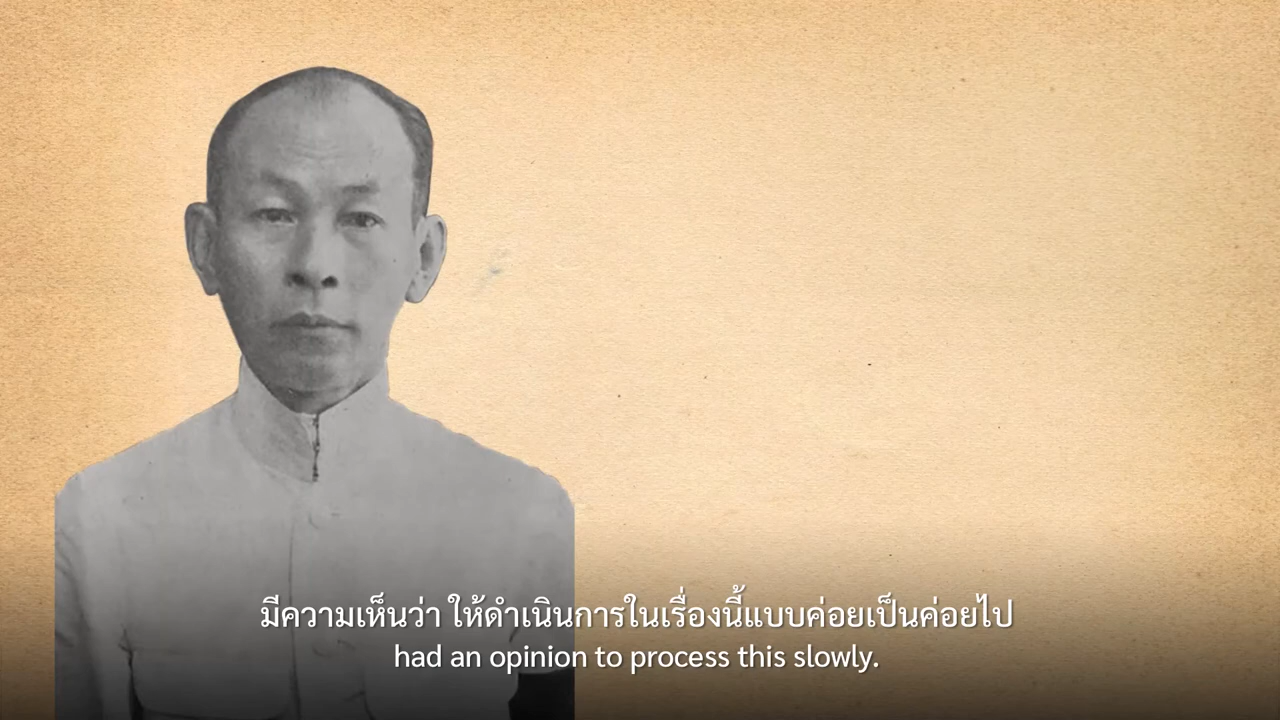 มีความเห็นว่า ให้ดำเนินการในเรื่องนี้แบบค่อยเป็นค่อยไป
had an opinion to process this slowly.